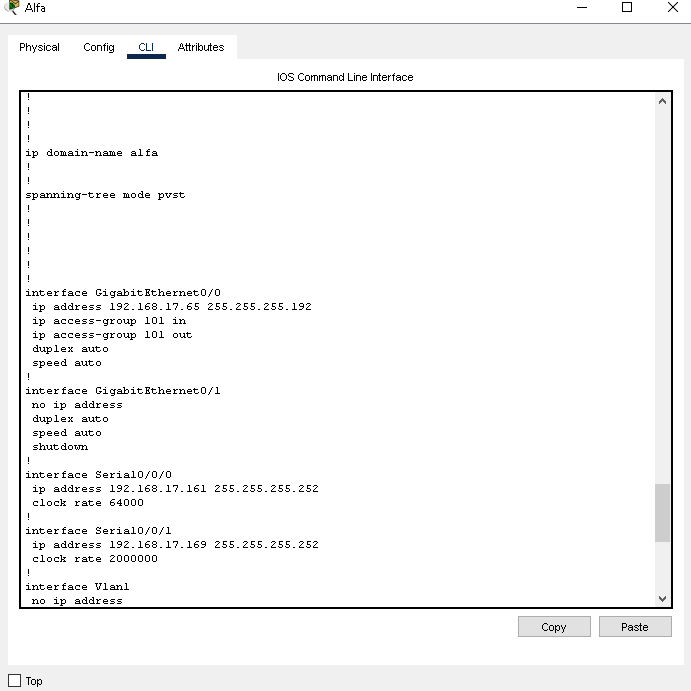 Alfa
Physical Config CLI Attributes
IOS Command Line Interface
!
!
!
!
ip domain-name alfa
!
!
spanning-tree mode pvst
!
!
!
!
!
!
interface GigabitEthernet0/0
ip address 192.168.17.65 255.255.255.192
ip access-group 101 in
ip access-group 101 out
duplex auto
speed auto
!
interface GigabitEthernet0/1
no ip address
duplex auto
speed auto
shutdown
!
interface Serial0/0/0
ip address 192.168.17.161 255.255.255.252
clock rate 64000
!
interface Serial0/0/1
ip address 192.168.17.169 255.255.255.252
clock rate 2000000
!
interface Vlan1
no ip address
Copy Paste
Top